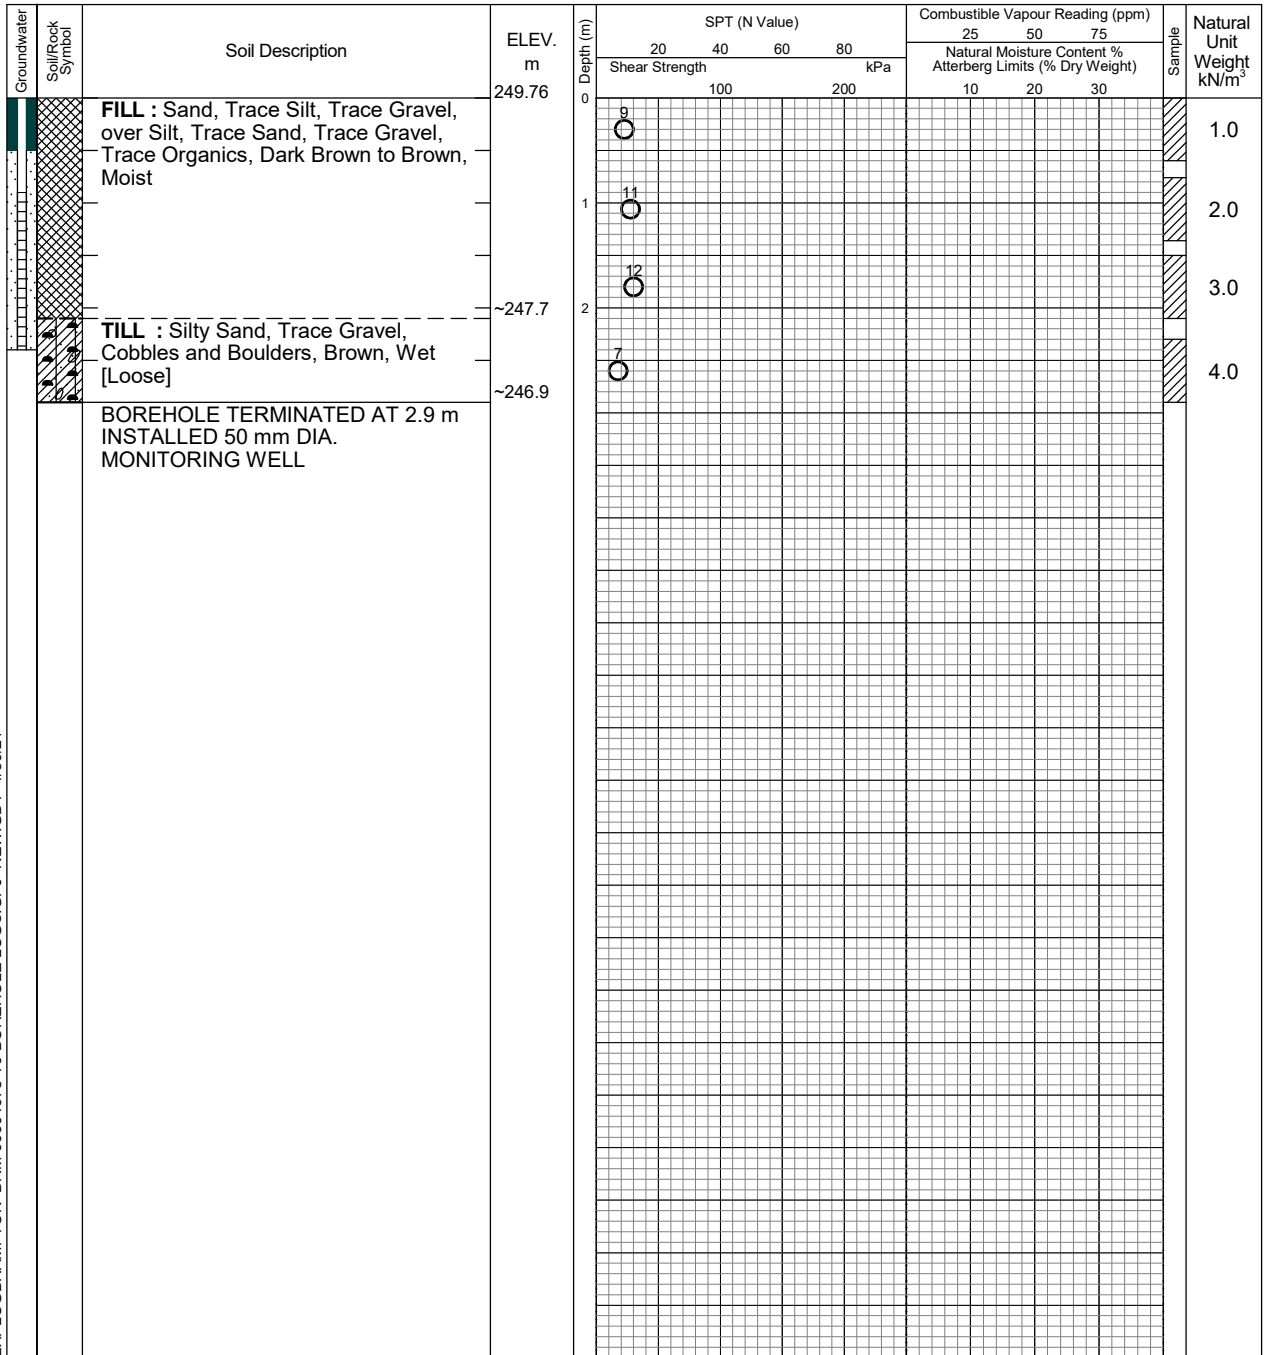 Groundwater
Soil/Rock
Symbol
Soil Description
ELEV.
m
249.76
Depth (m)
SPT (N Value)
20 40 60 80
Shear Strength kPa
100 200
Combustible Vapour Reading (ppm)
25 50 75
Natural Moisture Content %
Atterberg Limits (% Dry Weight)
10 20 30
Sample
Natural
Unit
Weight
kN/m³
FILL : Sand, Trace Silt, Trace Gravel,
over Silt, Trace Sand, Trace Gravel,
Trace Organics, Dark Brown to Brown,
Moist
0
9
1.0
1
11
2.0
12
3.0
~247.7
2
TILL : Silty Sand, Trace Gravel,
Cobbles and Boulders, Brown, Wet
[Loose]
7
4.0
~246.9
BOREHOLE TERMINATED AT 2.9 m
INSTALLED 50 mm DIA.
MONITORING WELL